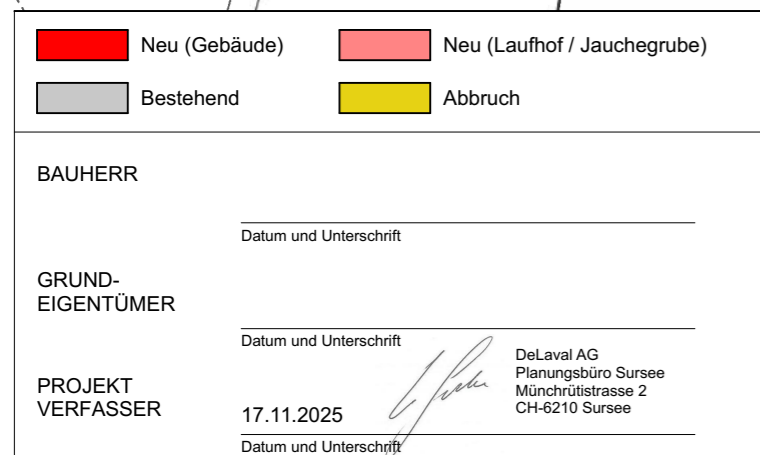 Neu (Gebäude)
Neu (Laufhof / Jauchegrube)
Bestehend
Abbruch
BAUHERR
Datum und Unterschrift
GRUND-
EIGENTÜMER
Datum und Unterschrift
PROJEKT
VERFASSER
17.11.2025
DeLaval AG
Planungsbüro Sursee
Münchrütistrasse 2
CH-6210 Sursee
Datum und Unterschrift